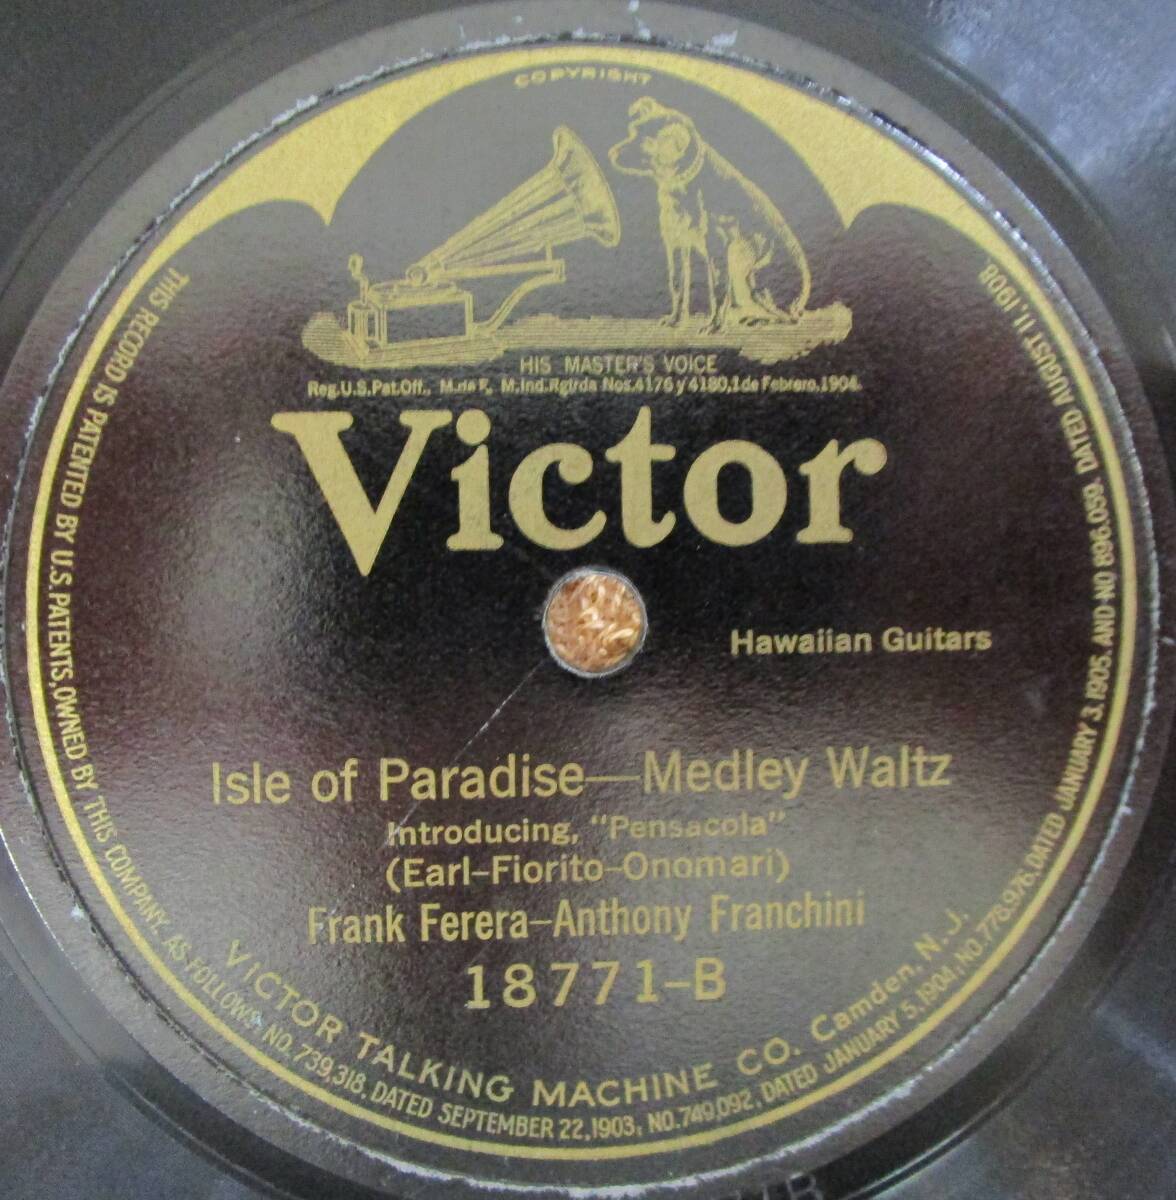 COPYRIGHT
HIS MASTER'S VOICE
Reg.U.S.Pat.Off., M.de F. M.Ind.Rgtrda Nos.4176 y 4180,1 de Febrero,1904.
Victor
Hawaiian Guitars
Isle of Paradise—Medley Waltz
Introducing, "Pensacola"
(Earl-Fiorito-Onomari)
Frank Ferera-Anthony Franchini
18771-B
VICTOR TALKING MACHINE CO. Camden, N.J.
THIS RECORD IS PATENTED BY U.S. PATENTS, OWNED BY THIS COMPANY, AS FOLLOWS NO. 739,318, DATED SEPTEMBER 22,1903; NO. 749,092, DATED JANUARY 5,1904, NO. 778,976, DATED JANUARY 3,1905. AND NO 896,059. DATED AUGUST 11, 1908.